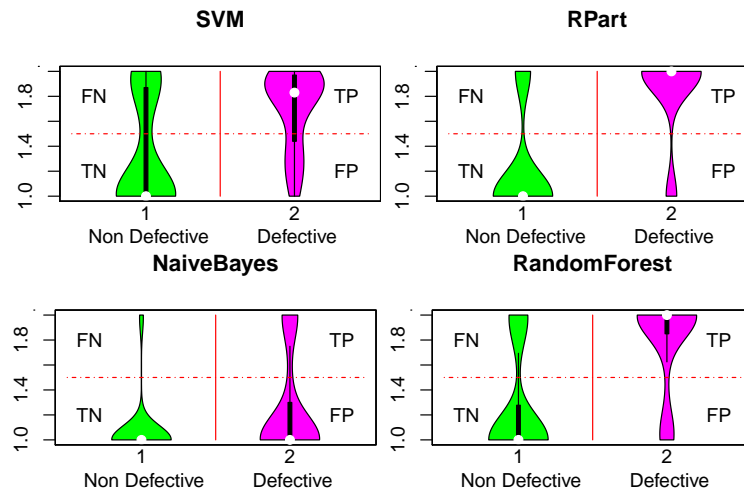 SVM
RPart
1.8
FN
TP
1.4
TN
FP
1.0
1
2
Non Defective
Defective
1.8
FN
TP
1.4
TN
FP
1.0
1
2
Non Defective
Defective
NaiveBayes
RandomForest
1.8
FN
TP
1.4
TN
FP
1.0
1
2
Non Defective
Defective
1.8
FN
TP
1.4
TN
FP
1.0
1
2
Non Defective
Defective